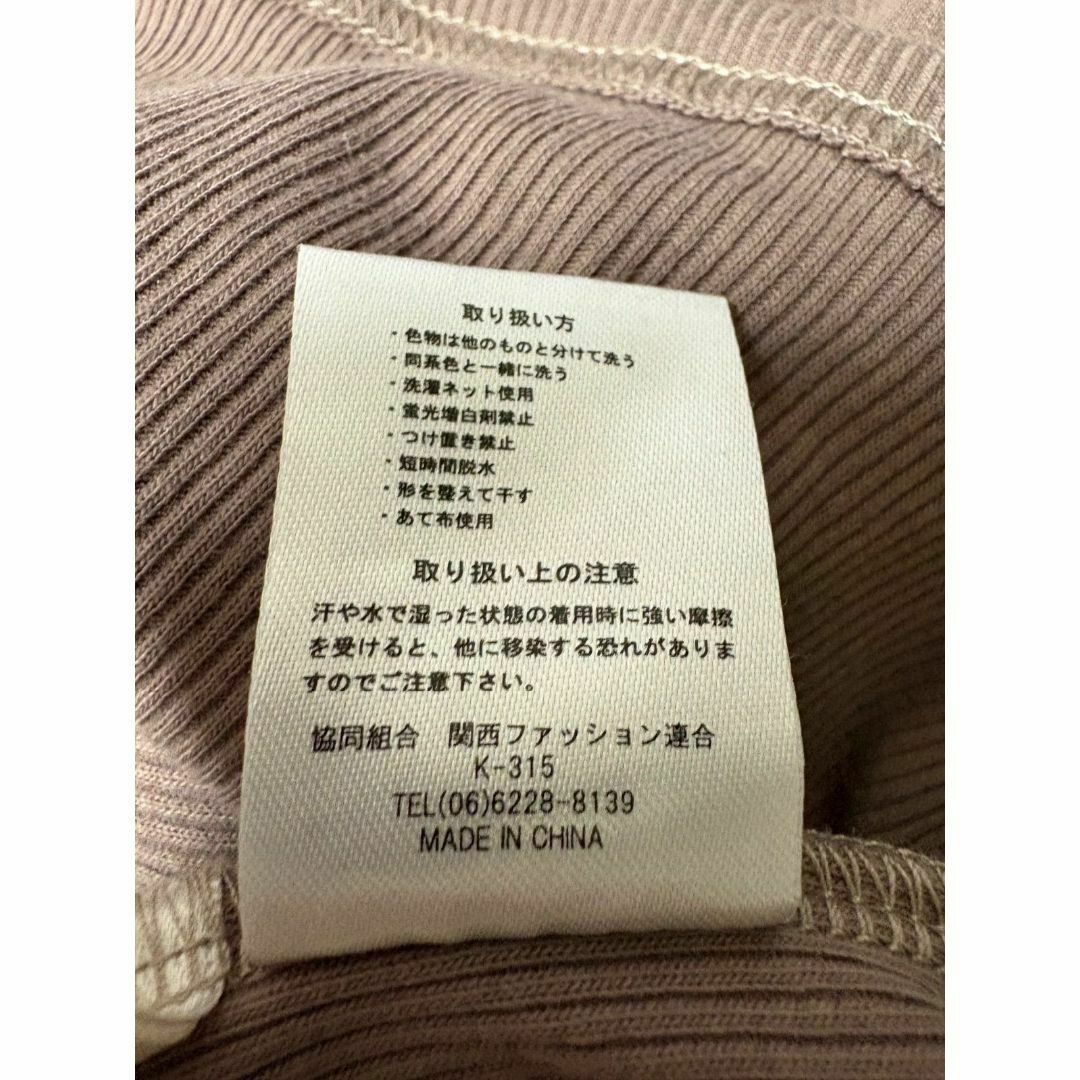 取り扱い方
・色物は他のものと分けて洗う
・同系色と一緒に洗う
・洗濯ネット使用
・蛍光増白剤禁止
・つけ置き禁止
・短時間脱水
・形を整えて干す
・あて布使用
取り扱い上の注意
汗や水で湿った状態の着用時に強い摩擦
を受けると、他に移染する恐れがありま
すのでご注意下さい。
協同組合 関西ファッション連合
K-315
TEL(06)6228-8139
MADE IN CHINA